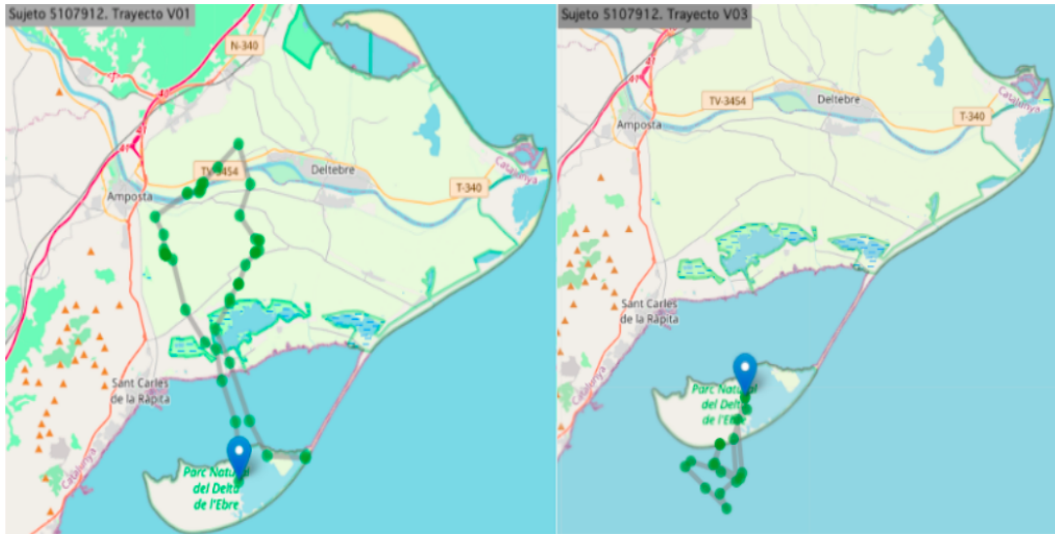 Sujeto 5107912. Trayecto V01
N-340
TV-3454
Deltebre
T-340
Amposta
Sant Carles
de la Ràpita
Catalunya
Parc Natural
del Delta
de l'Ebre
Sujeto 5107912. Trayecto V03
TV-3454
Deltebre
T-340
Catalunya
Amposta
Sant Carles
de la Ràpita
Catalunya
Parc Natural
del Delta
de l'Ebre